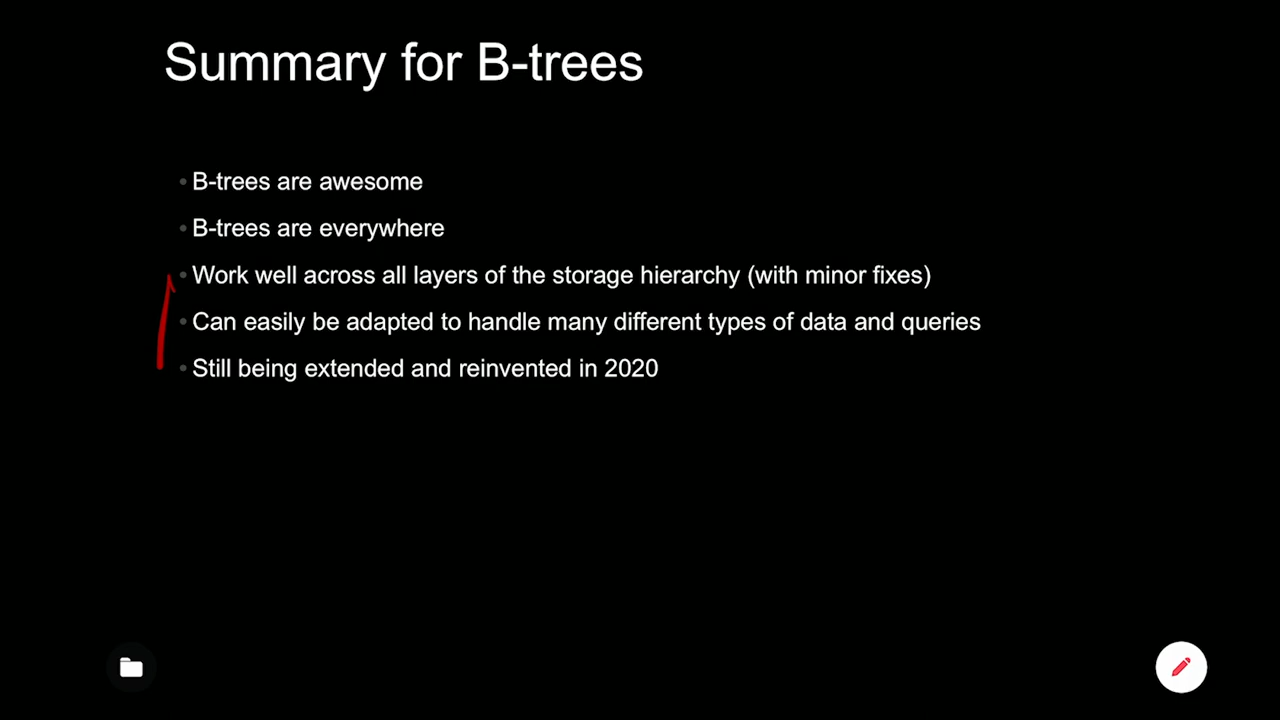 Summary for B-trees
B-trees are awesome
B-trees are everywhere
Work well across all layers of the storage hierarchy (with minor fixes)
Can easily be adapted to handle many different types of data and queries
Still being extended and reinvented in 2020